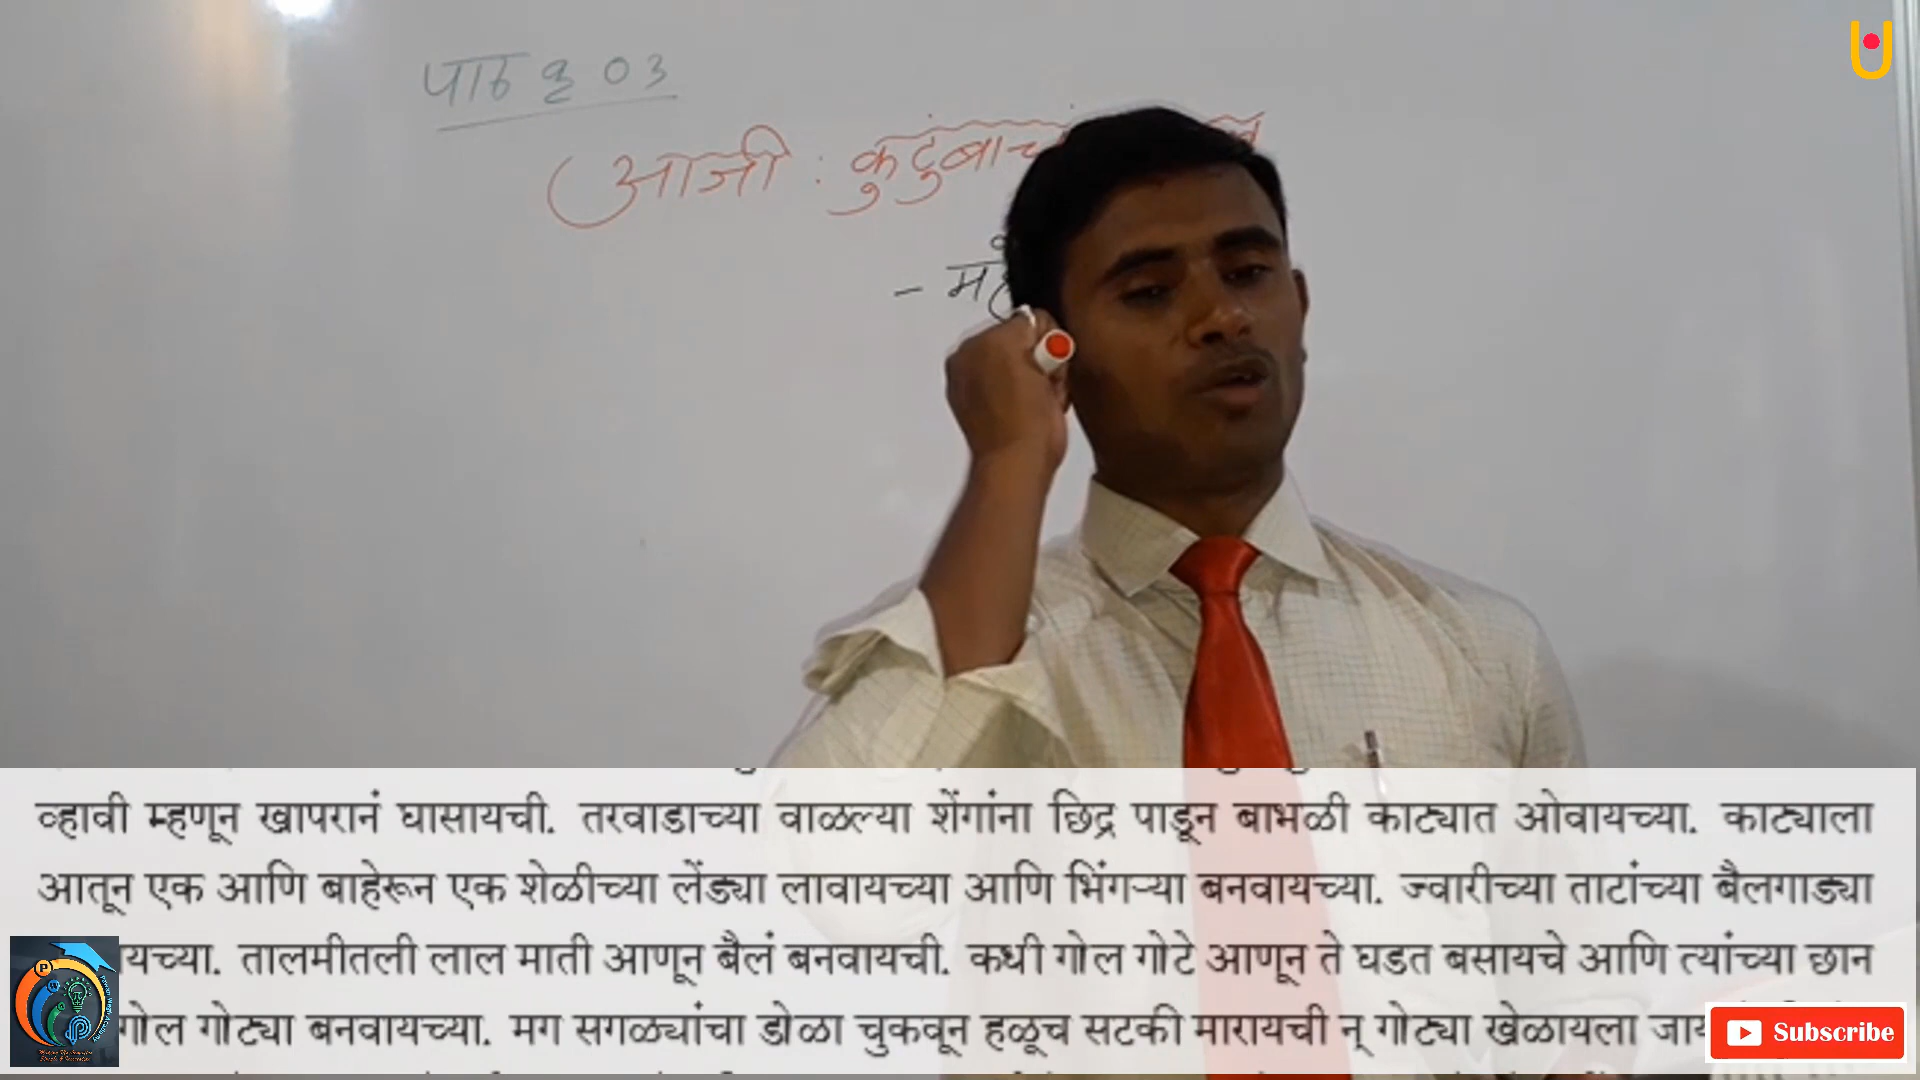 पाठ क्र 03
आजी : कुटुंबाच
- मह
व्हावी म्हणून खापरानं घासायची. तरवाडाच्या वाळल्या शेंगांना छिद्र पाडून बाभळी काट्यात ओवायच्या. काट्याला
आतून एक आणि बाहेरून एक शेळीच्या लेंड्या लावायच्या आणि भिंगऱ्या बनवायच्या. ज्वारीच्या ताटांच्या बैलगाड्या
यच्या. तालमीतली लाल माती आणून बैलं बनवायची. कधी गोल गोटे आणून ते घडत बसायचे आणि त्यांच्या छान
गोल गोट्या बनवायच्या. मग सगळ्यांचा डोळा चुकवून हळूच सटकी मारायची न् गोट्या खेळायला जाय
Subscribe